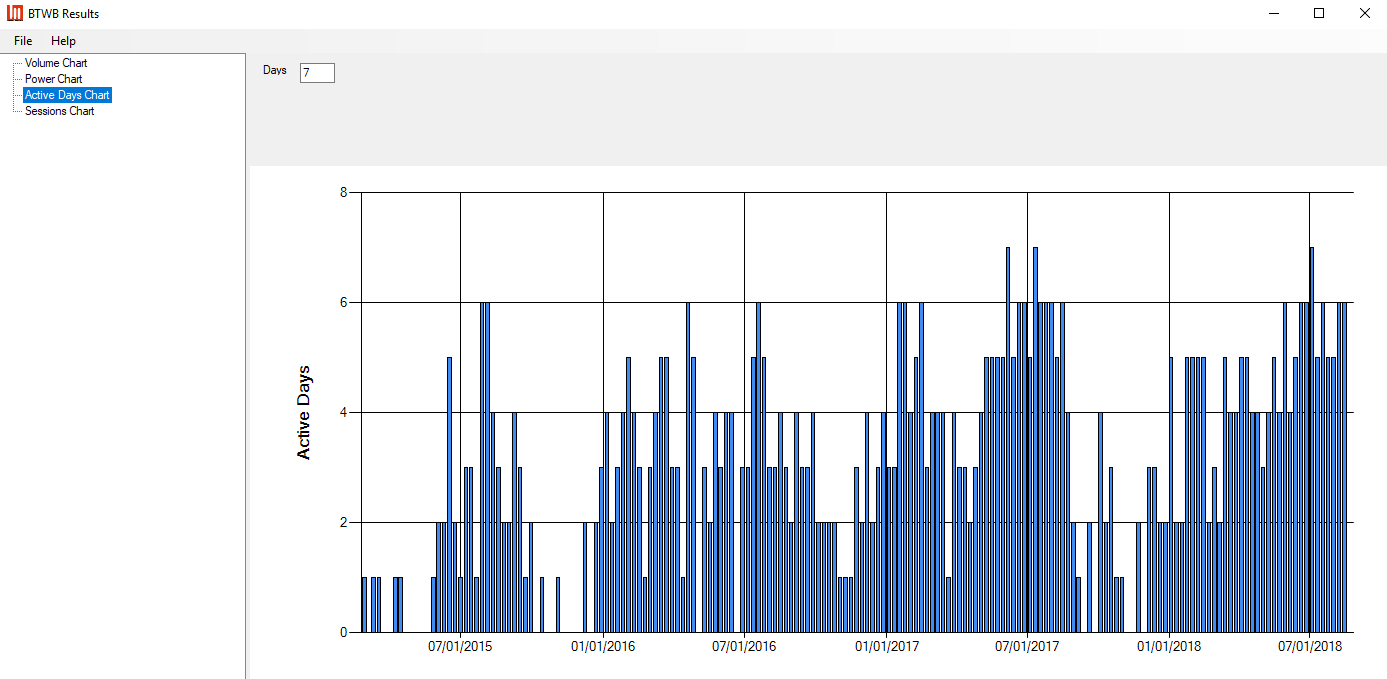 BTWB Results
File Help
Volume Chart
Power Chart
Active Days Chart
Sessions Chart
Days 7
8
6
4
2
0
Active Days
07/01/2015 01/01/2016 07/01/2016 01/01/2017 07/01/2017 01/01/2018 07/01/2018